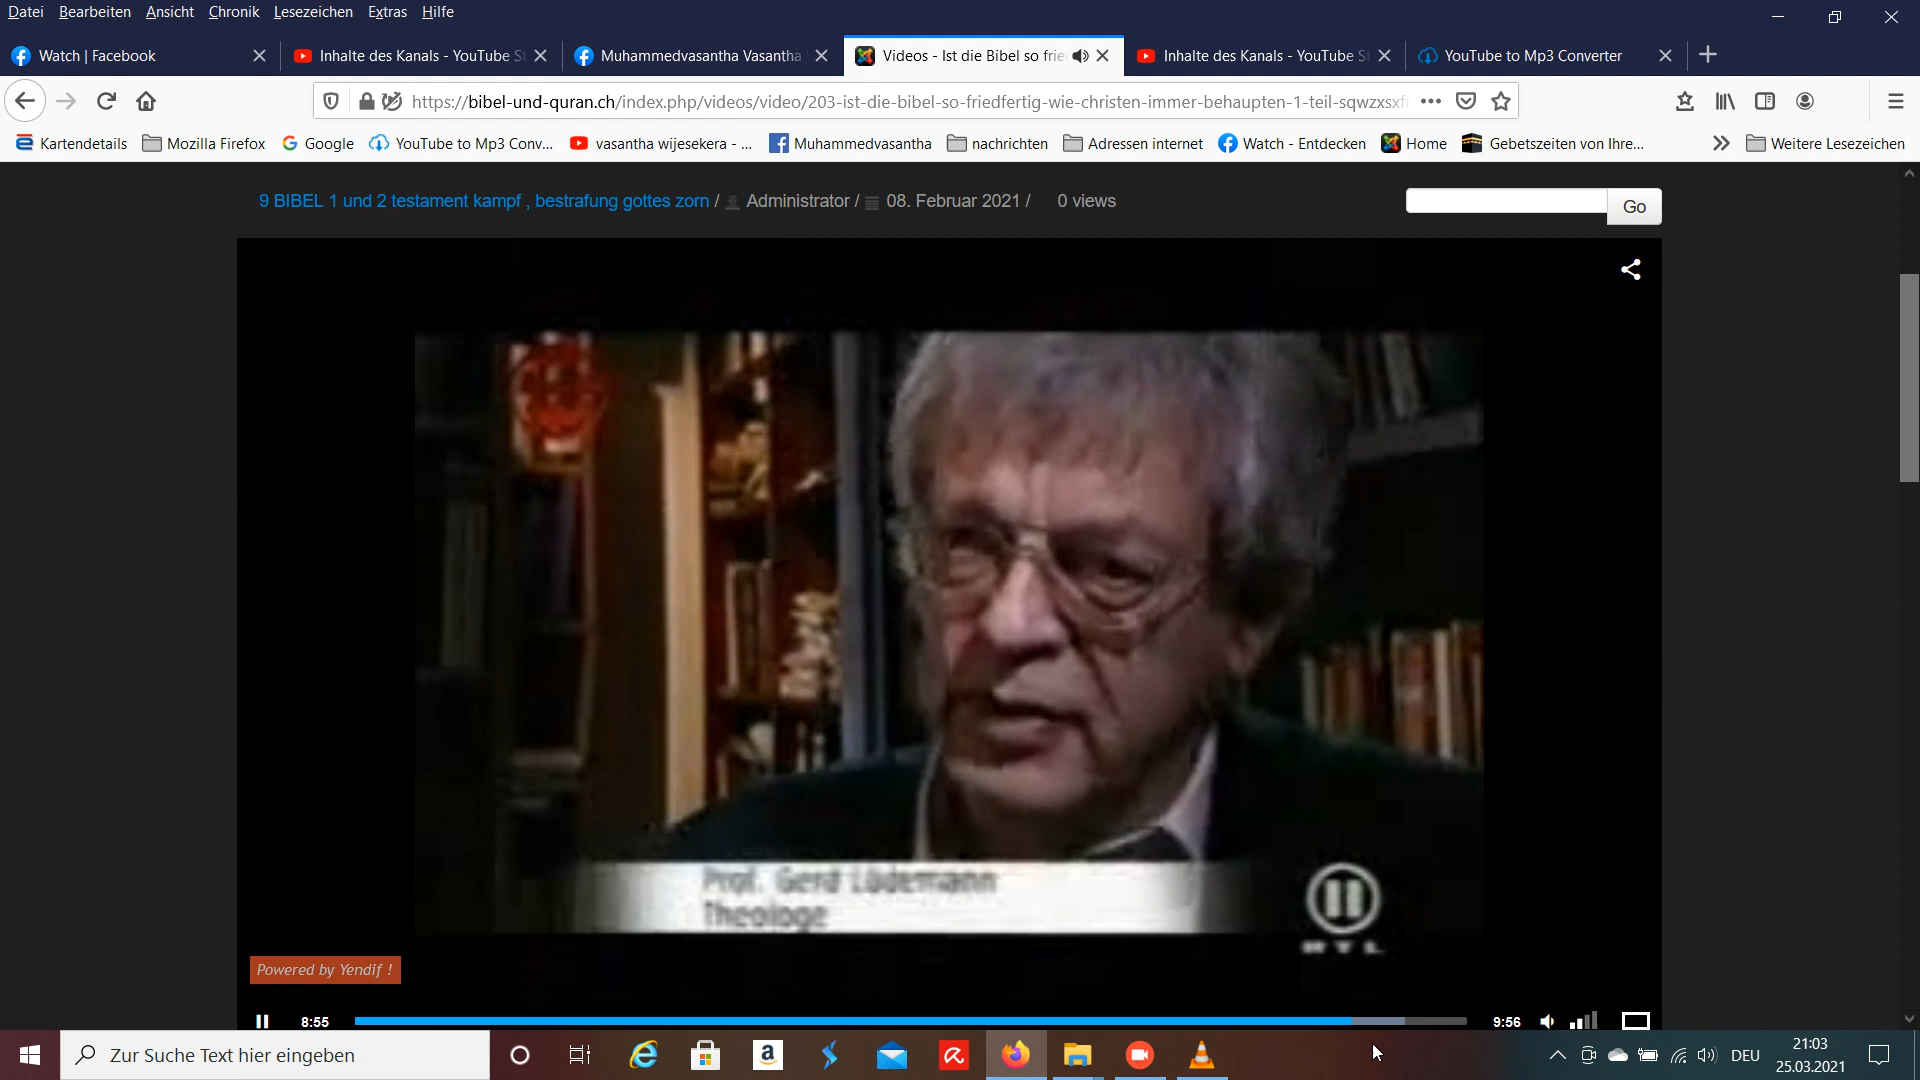 Datei Bearbeiten Ansicht Chronik Lesezeichen Extras Hilfe
Watch | Facebook
Inhalte des Kanals - YouTube St
Muhammedvasantha Vasantha
Videos - Ist die Bibel so frie
Inhalte des Kanals - YouTube St
YouTube to Mp3 Converter
https://bibel-und-quran.ch/index.php/videos/video/203-ist-die-bibel-so-friedfertig-wie-christen-immer-behaupten-1-teil-sqwzxsxf
Kartendetails Mozilla Firefox Google YouTube to Mp3 Conv... vasantha wijesekera - ... Muhammedvasantha nachrichten Adressen internet Watch - Entdecken Home Gebetszeiten von Ihre... Weitere Lesezeichen
9 BIBEL 1 und 2 testament kampf , bestrafung gottes zorn / Administrator / 08. Februar 2021 / 0 views
Go
Prof. Gerd Lüdemann
Theologe
RTL
Powered by Yendif !
8:55 9:56
Zur Suche Text hier eingeben
DEU
21:03
25.03.2021